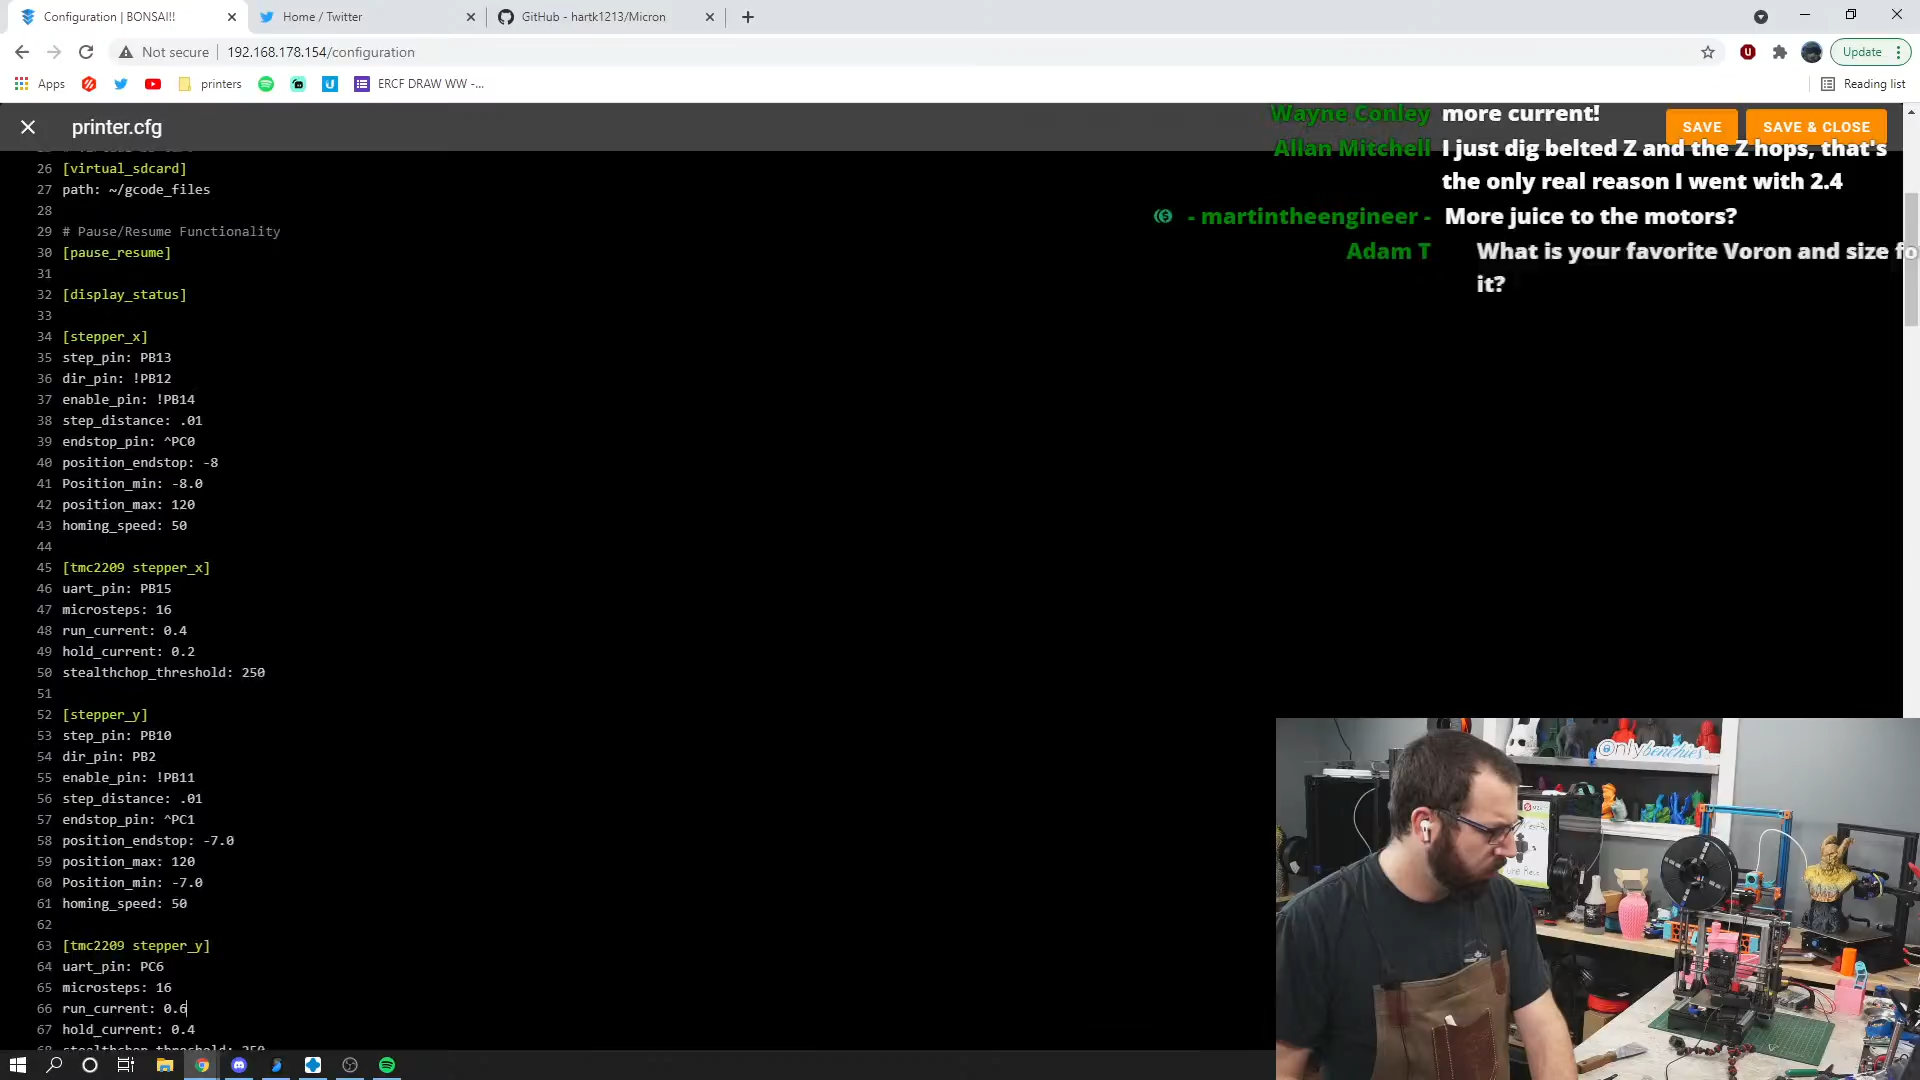 Configuration | BONSAI!!
Home / Twitter
GitHub - hartk1213/Micron
Not secure
192.168.178.154/configuration
Update
Apps
printers
ERCF DRAW WW -...
Reading list
printer.cfg
SAVE
SAVE & CLOSE
Wayne Conley more current!
Allan Mitchell I just dig belted Z and the Z hops, that's
the only real reason I went with 2.4
- martintheengineer - More juice to the motors?
Adam T What is your favorite Voron and size fo
it?
26 [virtual_sdcard]
27 path: ~/gcode_files
28
29 # Pause/Resume Functionality
30 [pause_resume]
31
32 [display_status]
33
34 [stepper_x]
35 step_pin: PB13
36 dir_pin: !PB12
37 enable_pin: !PB14
38 step_distance: .01
39 endstop_pin: ^PC0
40 position_endstop: -8
41 Position_min: -8.0
42 position_max: 120
43 homing_speed: 50
44
45 [tmc2209 stepper_x]
46 uart_pin: PB15
47 microsteps: 16
48 run_current: 0.4
49 hold_current: 0.2
50 stealthchop_threshold: 250
51
52 [stepper_y]
53 step_pin: PB10
54 dir_pin: PB2
55 enable_pin: !PB11
56 step_distance: .01
57 endstop_pin: ^PC1
58 position_endstop: -7.0
59 position_max: 120
60 Position_min: -7.0
61 homing_speed: 50
62
63 [tmc2209 stepper_y]
64 uart_pin: PC6
65 microsteps: 16
66 run_current: 0.6
67 hold_current: 0.4
68 stealthchop_threshold: 250
@nlybenchies